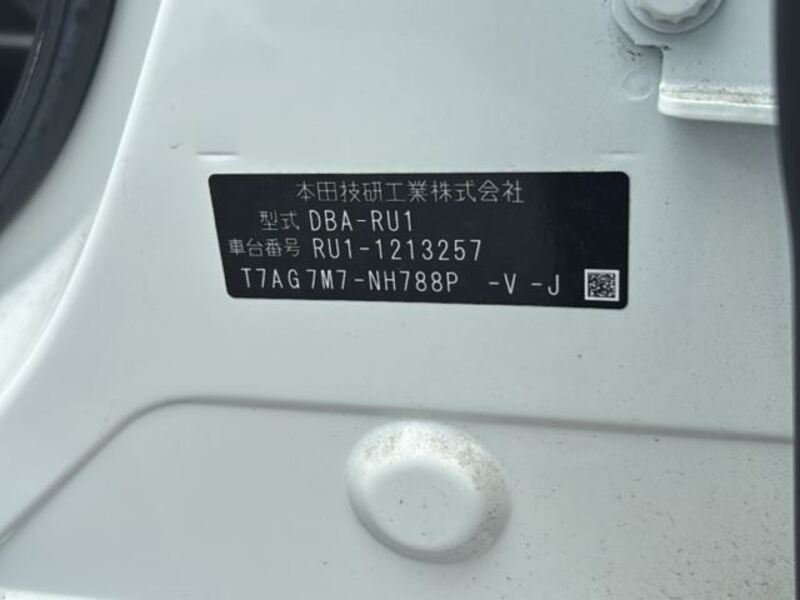 本田技研工業株式会社
型式 DBA-RU1
車台番号 RU1-1213257
T7AG7M7-NH788P -V -J